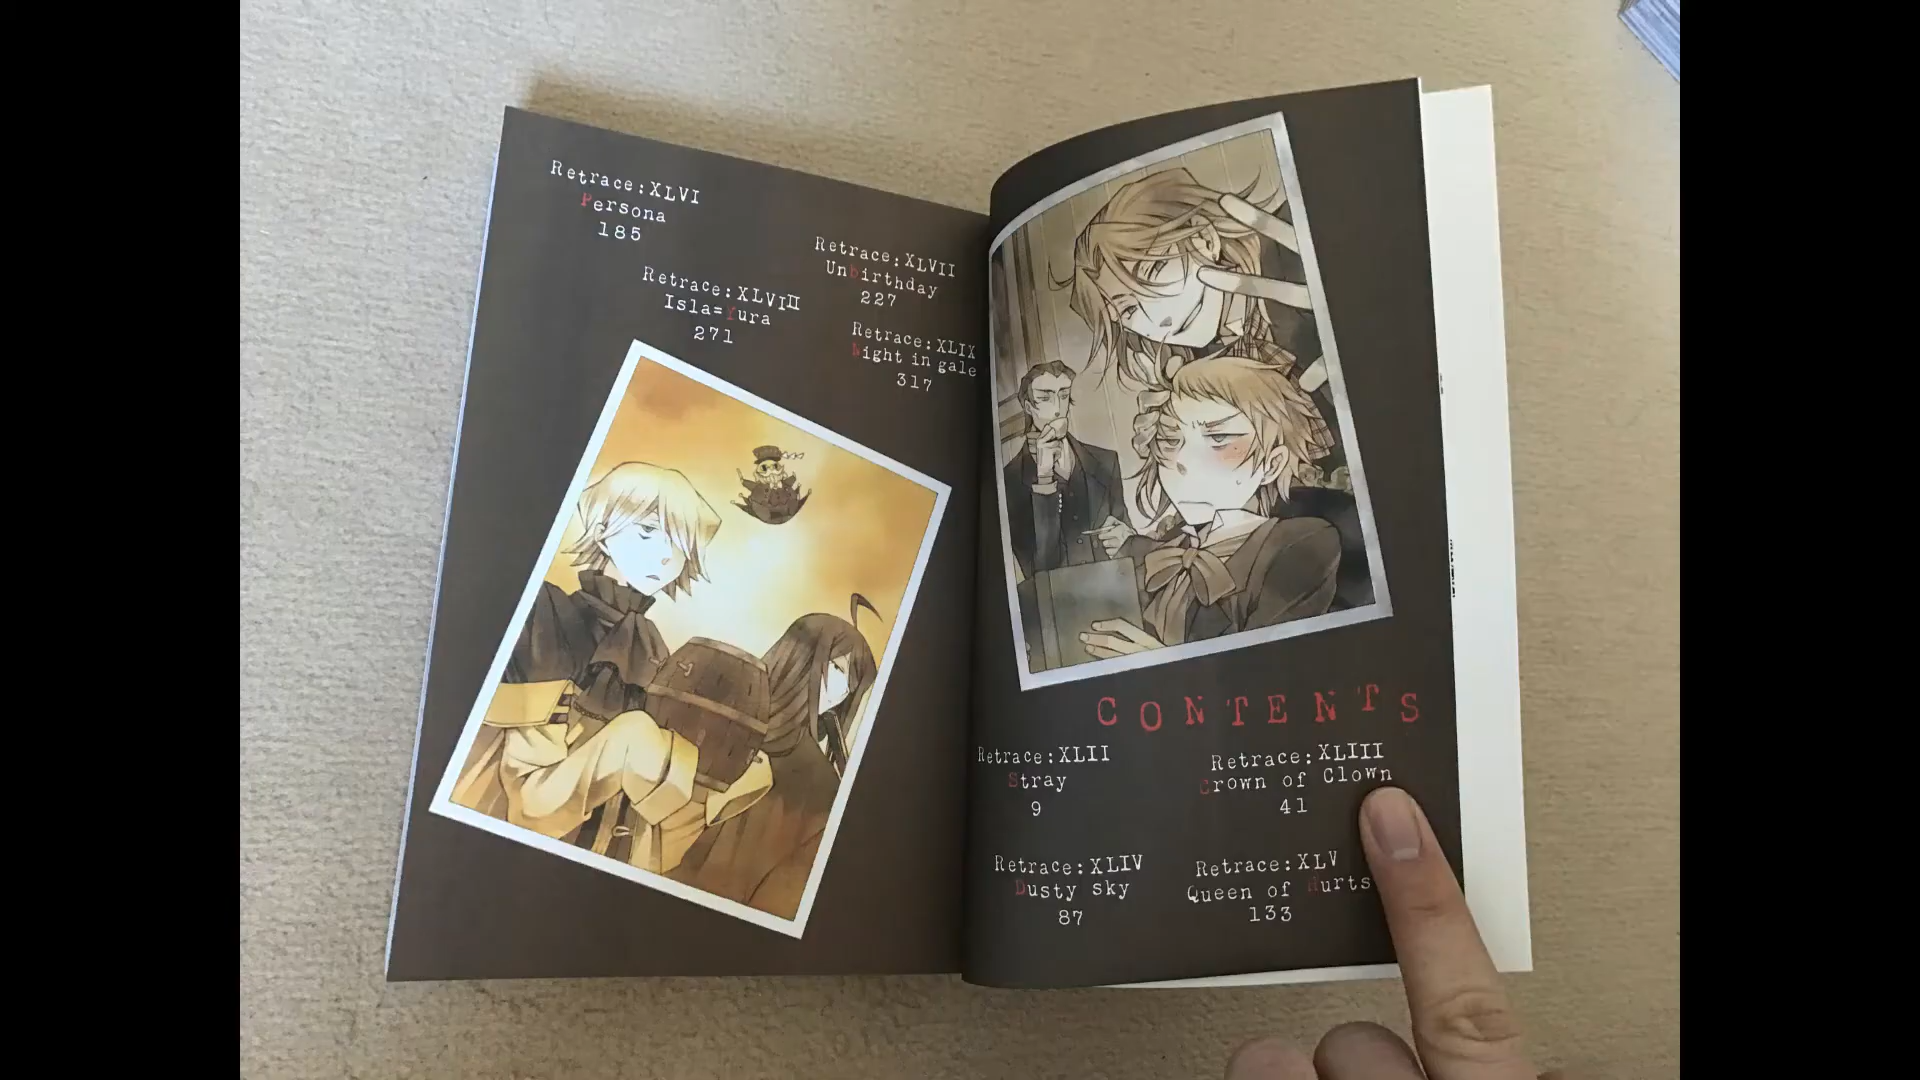 Retrace:XLVI
Persona
185
Retrace:XLVII
Unbirthday
227
Retrace:XLVIII
Isla=Yura
271
Retrace:XLIX
Night in gale
317
CONTENTS
Retrace:XLII
Stray
9
Retrace:XLIII
Crown of Clown
41
Retrace:XLIV
Dusty sky
87
Retrace:XLV
Queen of Hurts
133